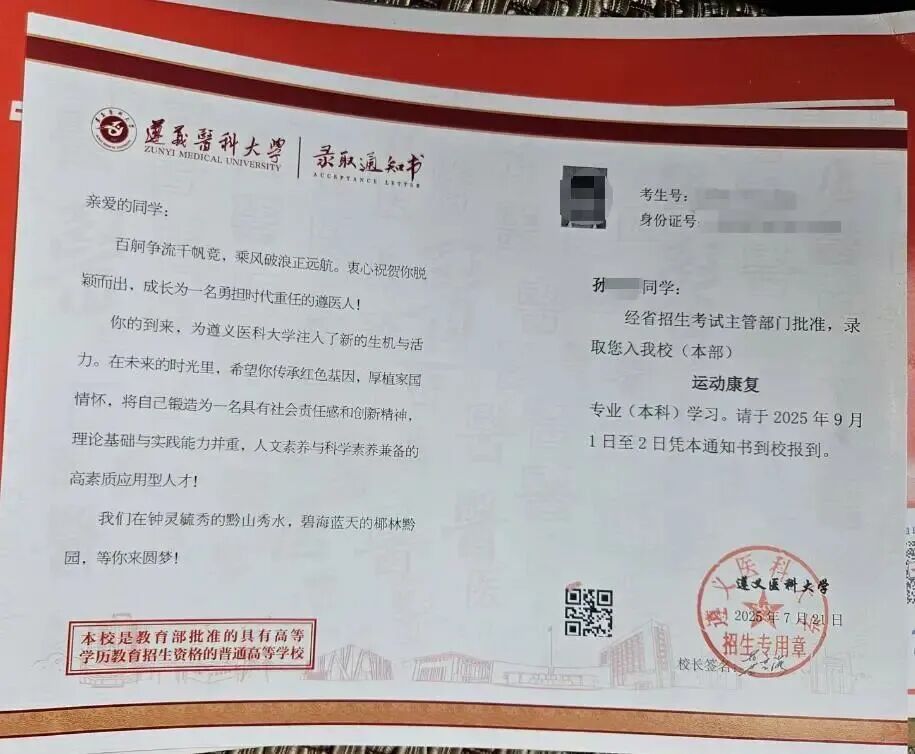 遵義醫科大學
ZUNYI MEDICAL UNIVERSITY
录取通知书
ACCEPTANCE LETTER
亲爱的同学：
百舸争流千帆竞，乘风破浪正远航。衷心祝贺你脱
颖而出，成长为一名勇担时代重任的遵医人！
你的到来，为遵义医科大学注入了新的生机与活
力。在未来的时光里，希望你传承红色基因，厚植家国
情怀，将自己锻造为一名具有社会责任感和创新精神，
理论基础与实践能力并重，人文素养与科学素养兼备的
高素质应用型人才！
我们在钟灵毓秀的黔山秀水，碧海蓝天的椰林黔
园，等你来圆梦！
本校是教育部批准的具有高等
学历教育招生资格的普通高等学校
考生号：
身份证号：
孙 同学：
经省招生考试主管部门批准，录
取您入我校（本部）
运动康复
专业（本科）学习。请于 2025 年 9 月
1 日至 2 日凭本通知书到校报到。
遵义医科大学
遵义医科大学
2025 年 7 月 21 日
招生专用章
校长签名